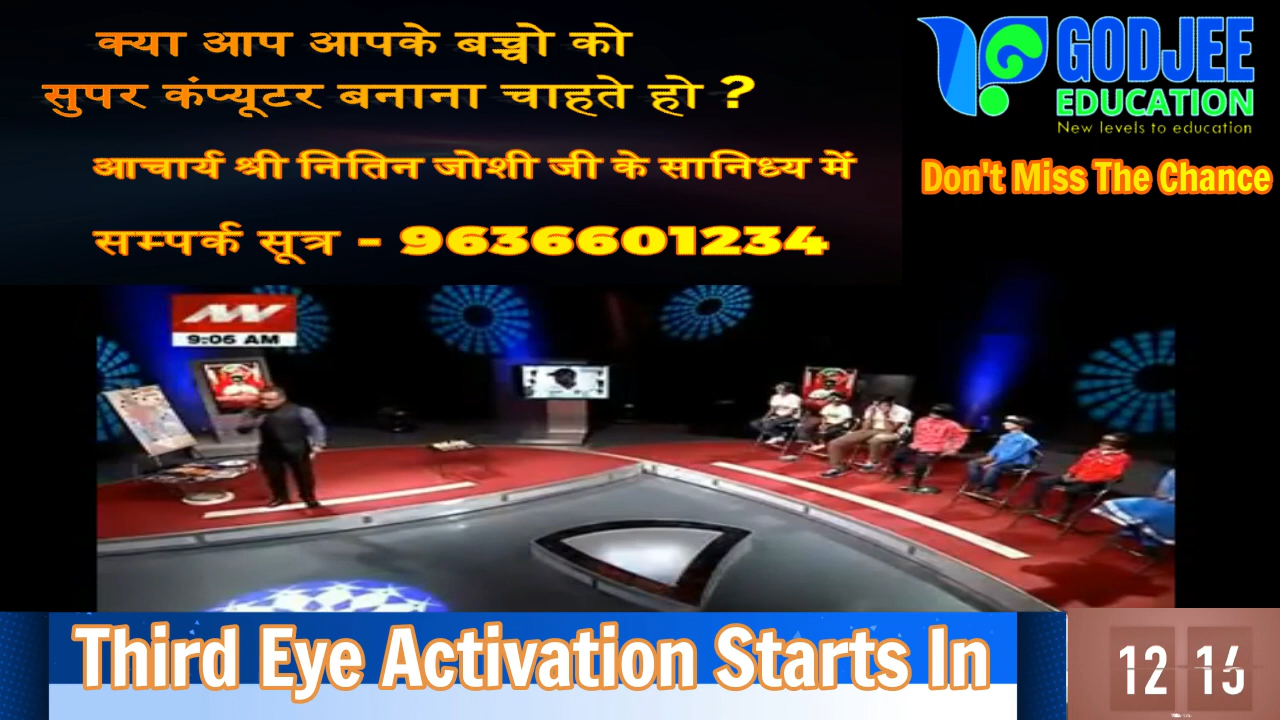 क्या आप आपके बच्चो को
सुपर कंप्यूटर बनाना चाहते हो ?
आचार्य श्री नितिन जोशी जी के सानिध्य में
सम्पर्क सूत्र - 9636601234
GODJEE
EDUCATION
New levels to education
Don't Miss The Chance
9:06 AM
Third Eye Activation Starts In
12